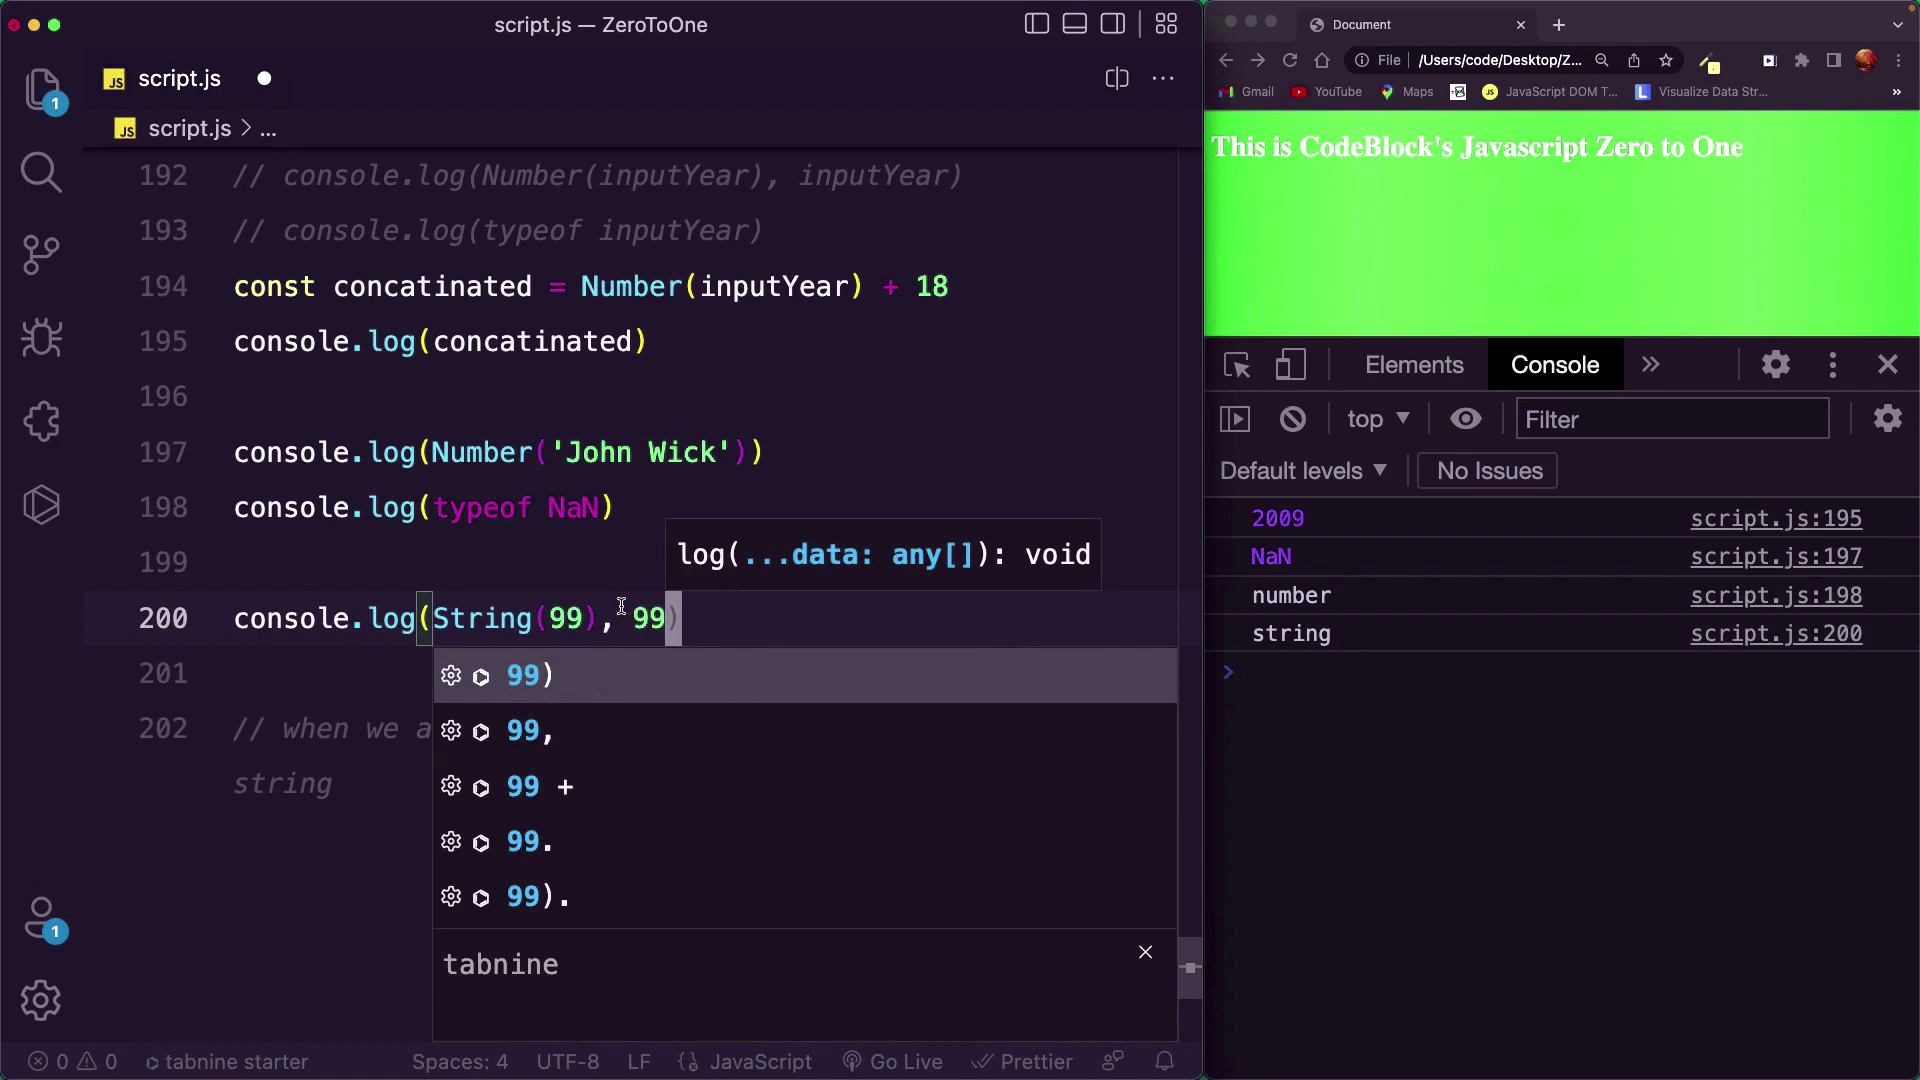 script.js — ZeroToOne
script.js
script.js > ...
192 // console.log(Number(inputYear), inputYear)
193 // console.log(typeof inputYear)
194 const concatinated = Number(inputYear) + 18
195 console.log(concatinated)
196
197 console.log(Number('John Wick'))
198 console.log(typeof NaN)
199
log(...data: any[]): void
200 console.log(String(99), 99)
201
202 // when we a
string
99)
99,
99 +
99.
99).
tabnine
1
1
0 0 tabnine starter Spaces: 4 UTF-8 LF JavaScript Go Live Prettier
Document
File /Users/code/Desktop/Z...
Gmail YouTube Maps JavaScript DOM T... Visualize Data Str... »
This is CodeBlock's Javascript Zero to One
Elements Console
top Filter
Default levels No Issues
2009 script.js:195
NaN script.js:197
number script.js:198
string script.js:200